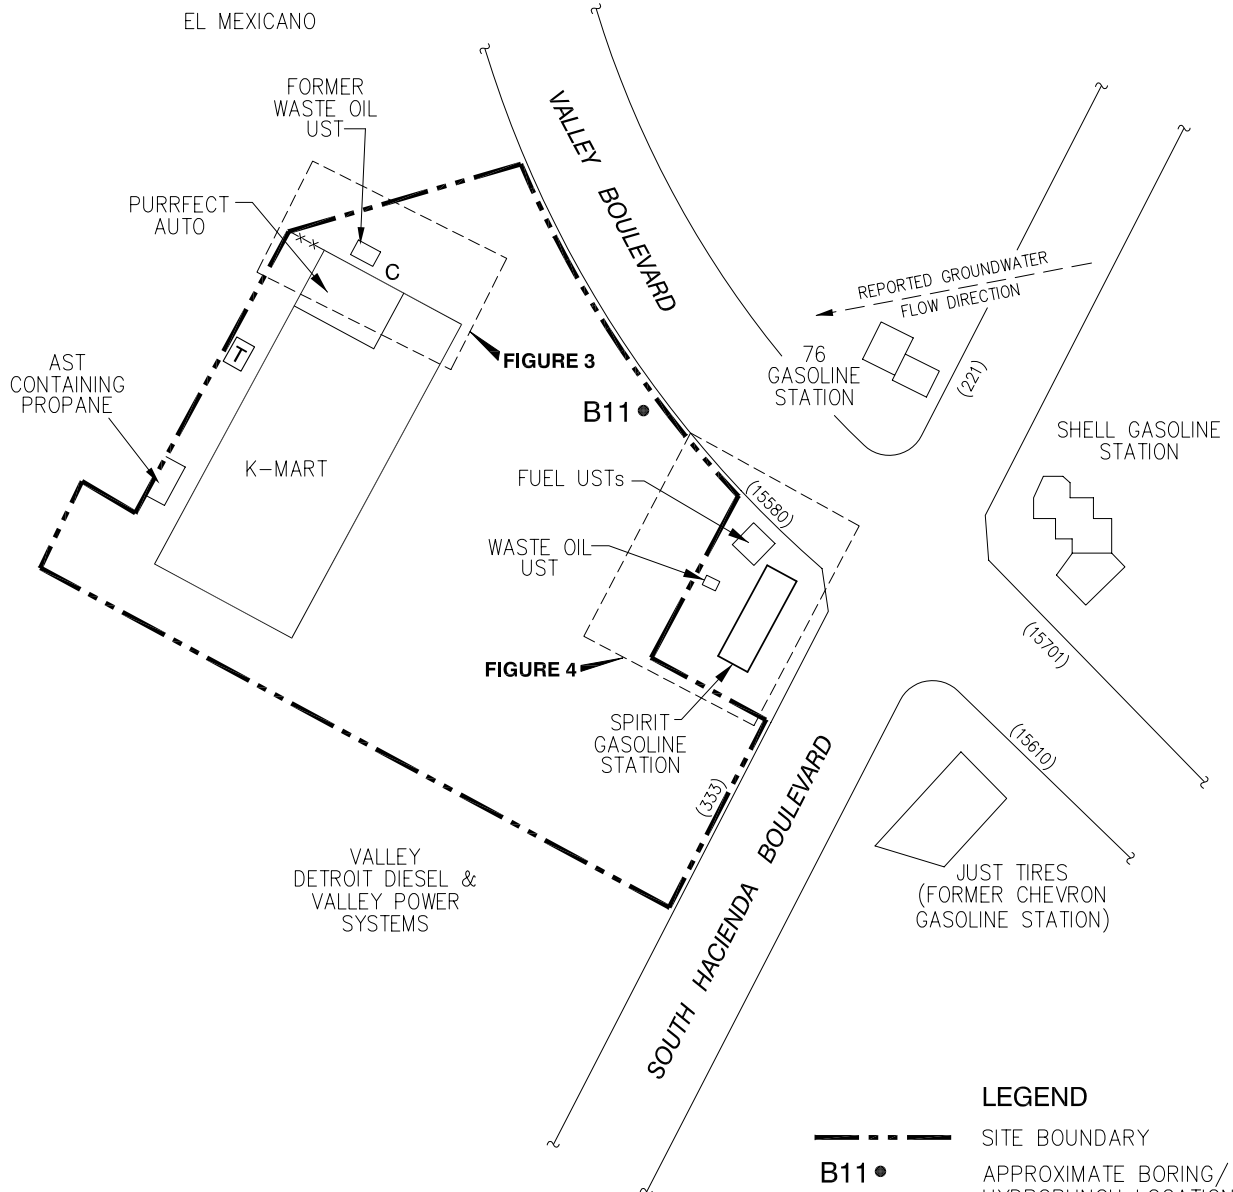 EL MEXICANO
FORMER
WASTE OIL
UST
VALLEY BOULEVARD
PURRFECT
AUTO
C
REPORTED GROUNDWATER
FLOW DIRECTION
T
FIGURE 3
76
GASOLINE
STATION
(221)
AST
CONTAINING
PROPANE
B11
SHELL GASOLINE
STATION
K-MART
FUEL USTs
(15580)
WASTE OIL
UST
(15701)
FIGURE 4
SPIRIT
GASOLINE
STATION
(15610)
(333)
SOUTH HACIENDA BOULEVARD
VALLEY
DETROIT DIESEL &
VALLEY POWER
SYSTEMS
JUST TIRES
(FORMER CHEVRON
GASOLINE STATION)
LEGEND
SITE BOUNDARY
B11
APPROXIMATE BORING/
HYDROPUNCH LOCATION